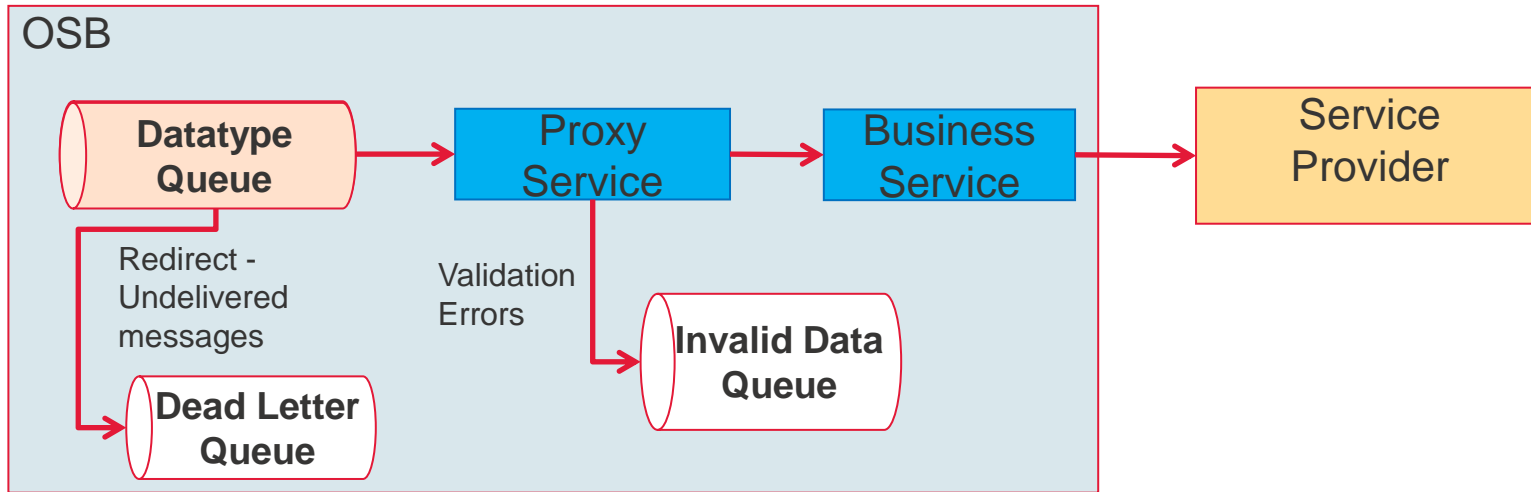 OSB
Datatype
Queue
Proxy
Service
Business
Service
Service
Provider
Redirect -
Undelivered
messages
Validation
Errors
Invalid Data
Queue
Dead Letter
Queue